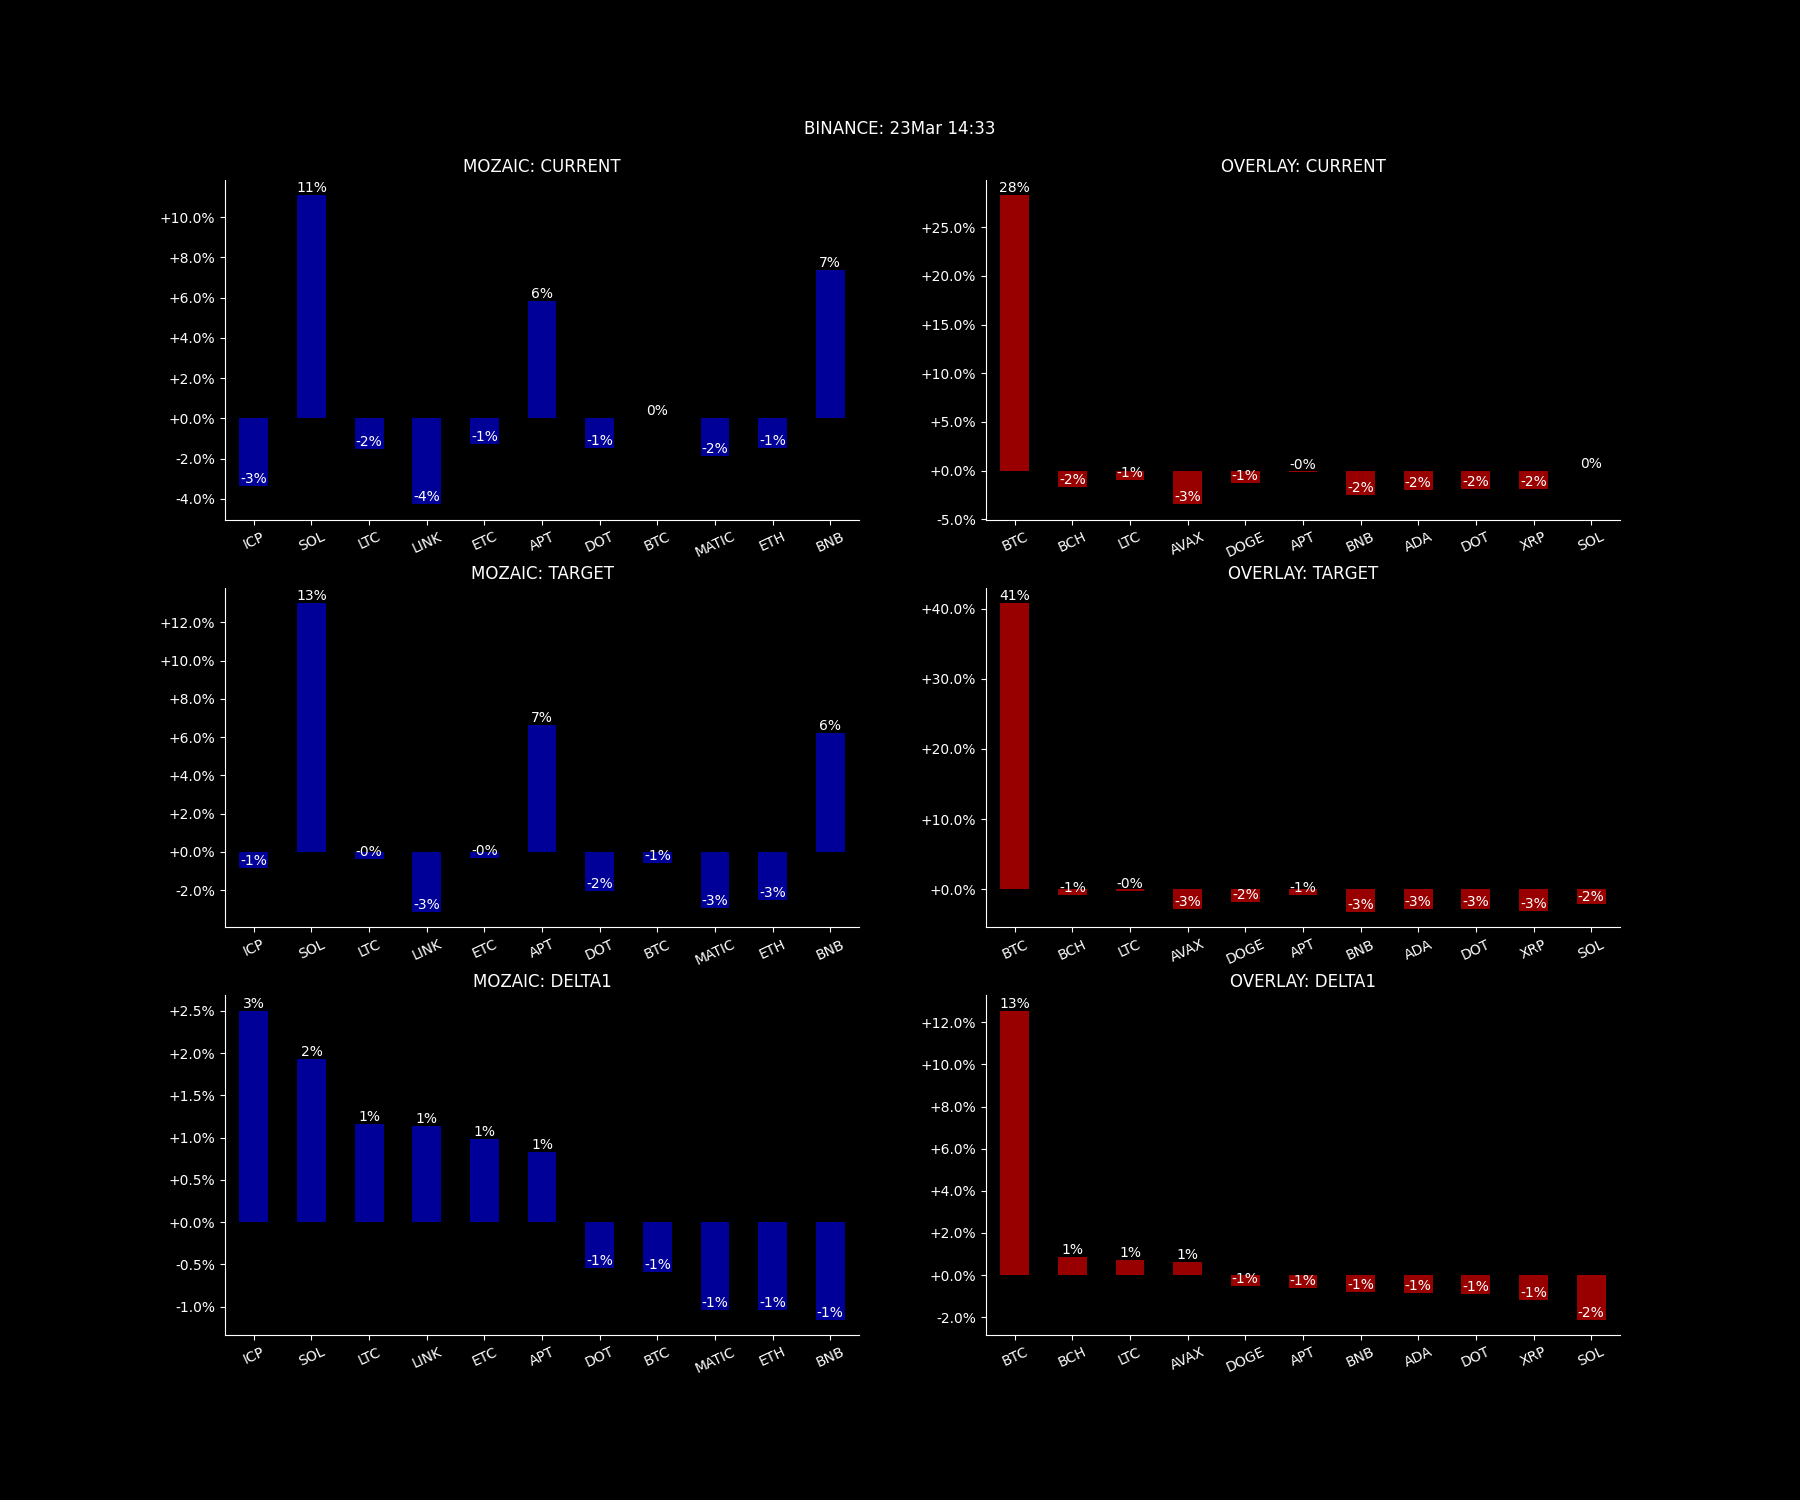 BINANCE: 23Mar 14:33
MOZAIC: CURRENT
11%
+10.0%
+8.0%
7%
+6.0%
6%
+4.0%
+2.0%
0%
+0.0%
-3% -2% -4% -1% -1% -2% -1%
-2.0%
-4.0%
ICP SOL LTC LINK ETC APT DOT BTC MATIC ETH BNB
OVERLAY: CURRENT
28%
+25.0%
+20.0%
+15.0%
+10.0%
+5.0%
+0.0%
-2% -1% -3% -1% -0% -2% -2% -2% -2% 0%
-5.0%
BTC BCH LTC AVAX DOGE APT BNB ADA DOT XRP SOL
MOZAIC: TARGET
13%
+12.0%
+10.0%
+8.0%
7%
6%
+6.0%
+4.0%
+2.0%
+0.0%
-1% -0% -3% -0% -2% -1% -3% -3%
-2.0%
ICP SOL LTC LINK ETC APT DOT BTC MATIC ETH BNB
OVERLAY: TARGET
41%
+40.0%
+30.0%
+20.0%
+10.0%
+0.0%
-1% -0% -3% -2% -1% -3% -3% -3% -3% -2%
BTC BCH LTC AVAX DOGE APT BNB ADA DOT XRP SOL
MOZAIC: DELTA1
3%
+2.5%
+2.0%
2%
+1.5%
1% 1% 1% 1%
+1.0%
+0.5%
+0.0%
-0.5%
-1% -1% -1% -1% -1%
-1.0%
ICP SOL LTC LINK ETC APT DOT BTC MATIC ETH BNB
OVERLAY: DELTA1
13%
+12.0%
+10.0%
+8.0%
+6.0%
+4.0%
+2.0%
1% 1% 1%
+0.0%
-1% -1% -1% -1% -1% -1% -2%
-2.0%
BTC BCH LTC AVAX DOGE APT BNB ADA DOT XRP SOL